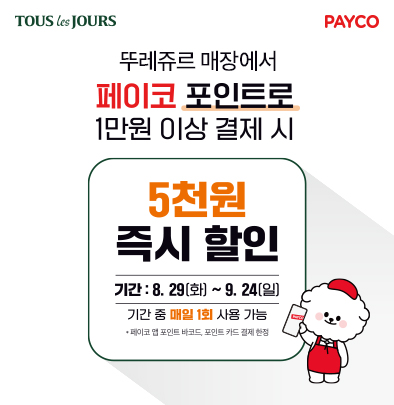 TOUS les JOURS
PAYCO
뚜레쥬르 매장에서
페이코 포인트로
1만원 이상 결제 시
5천원
즉시 할인
기간 : 8. 29(화) ~ 9. 24(일)
기간 중 매일 1회 사용 가능
* 페이코 앱 포인트 바코드, 포인트 카드 결제 한정
PAYCO